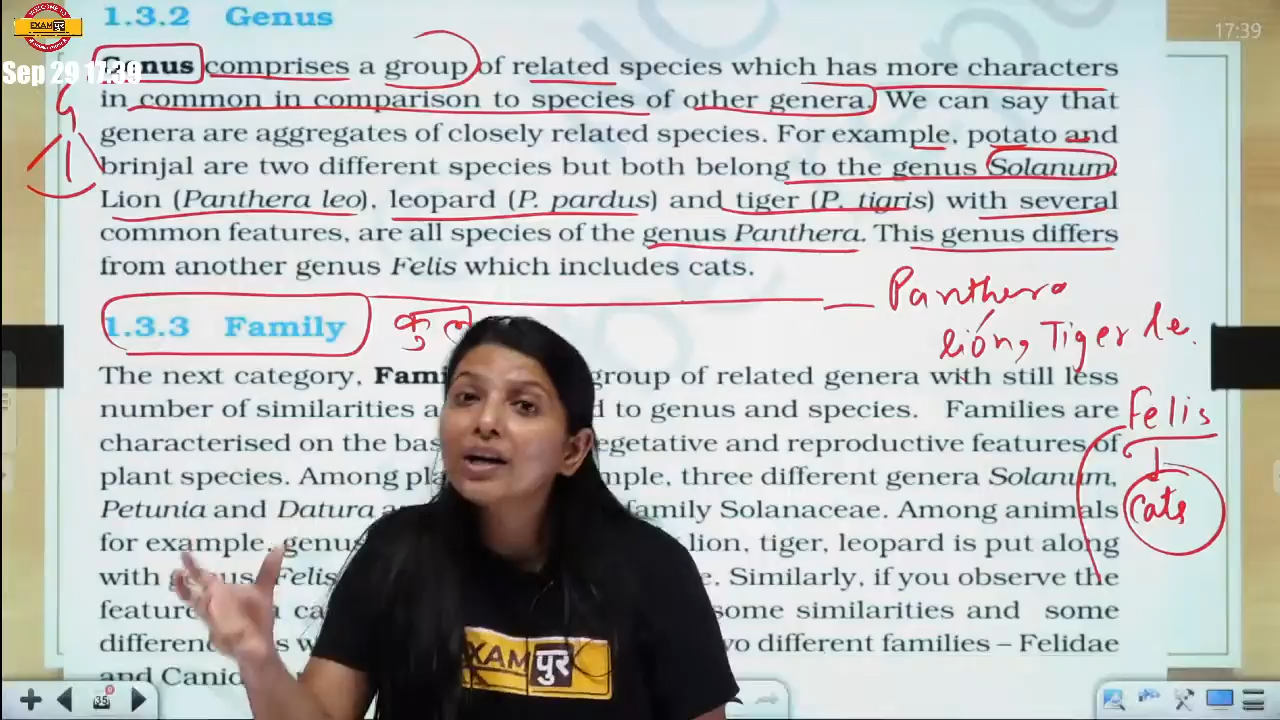 WELCOME TO
EXAMपुर
1.3.2 Genus
17:39
Sep 29 17:39
Genus comprises a group of related species which has more characters
in common in comparison to species of other genera. We can say that
genera are aggregates of closely related species. For example, potato and
brinjal are two different species but both belong to the genus Solanum.
Lion (Panthera leo), leopard (P. pardus) and tiger (P. tigris) with several
common features, are all species of the genus Panthera. This genus differs
from another genus Felis which includes cats.
G
Panthera
lion, Tiger le.
1.3.3 Family कुल
The next category, Fami group of related genera with still less
number of similarities a d to genus and species. Families are
Felis
characterised on the bas egetative and reproductive features of
plant species. Among pl mple, three different genera Solanum,
Petunia and Datura a family Solanaceae. Among animals
cats
for example, genus lion, tiger, leopard is put along
with genus Felis e. Similarly, if you observe the
feature ca some similarities and some
differen s w wo different families – Felidae
and Canid
EXAMपुर
35